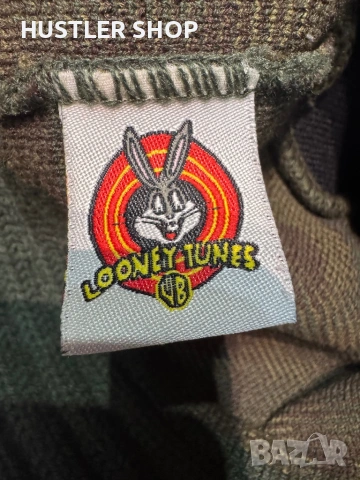 HUSTLER SHOP
LOONEY TUNES
WB
BAZAR